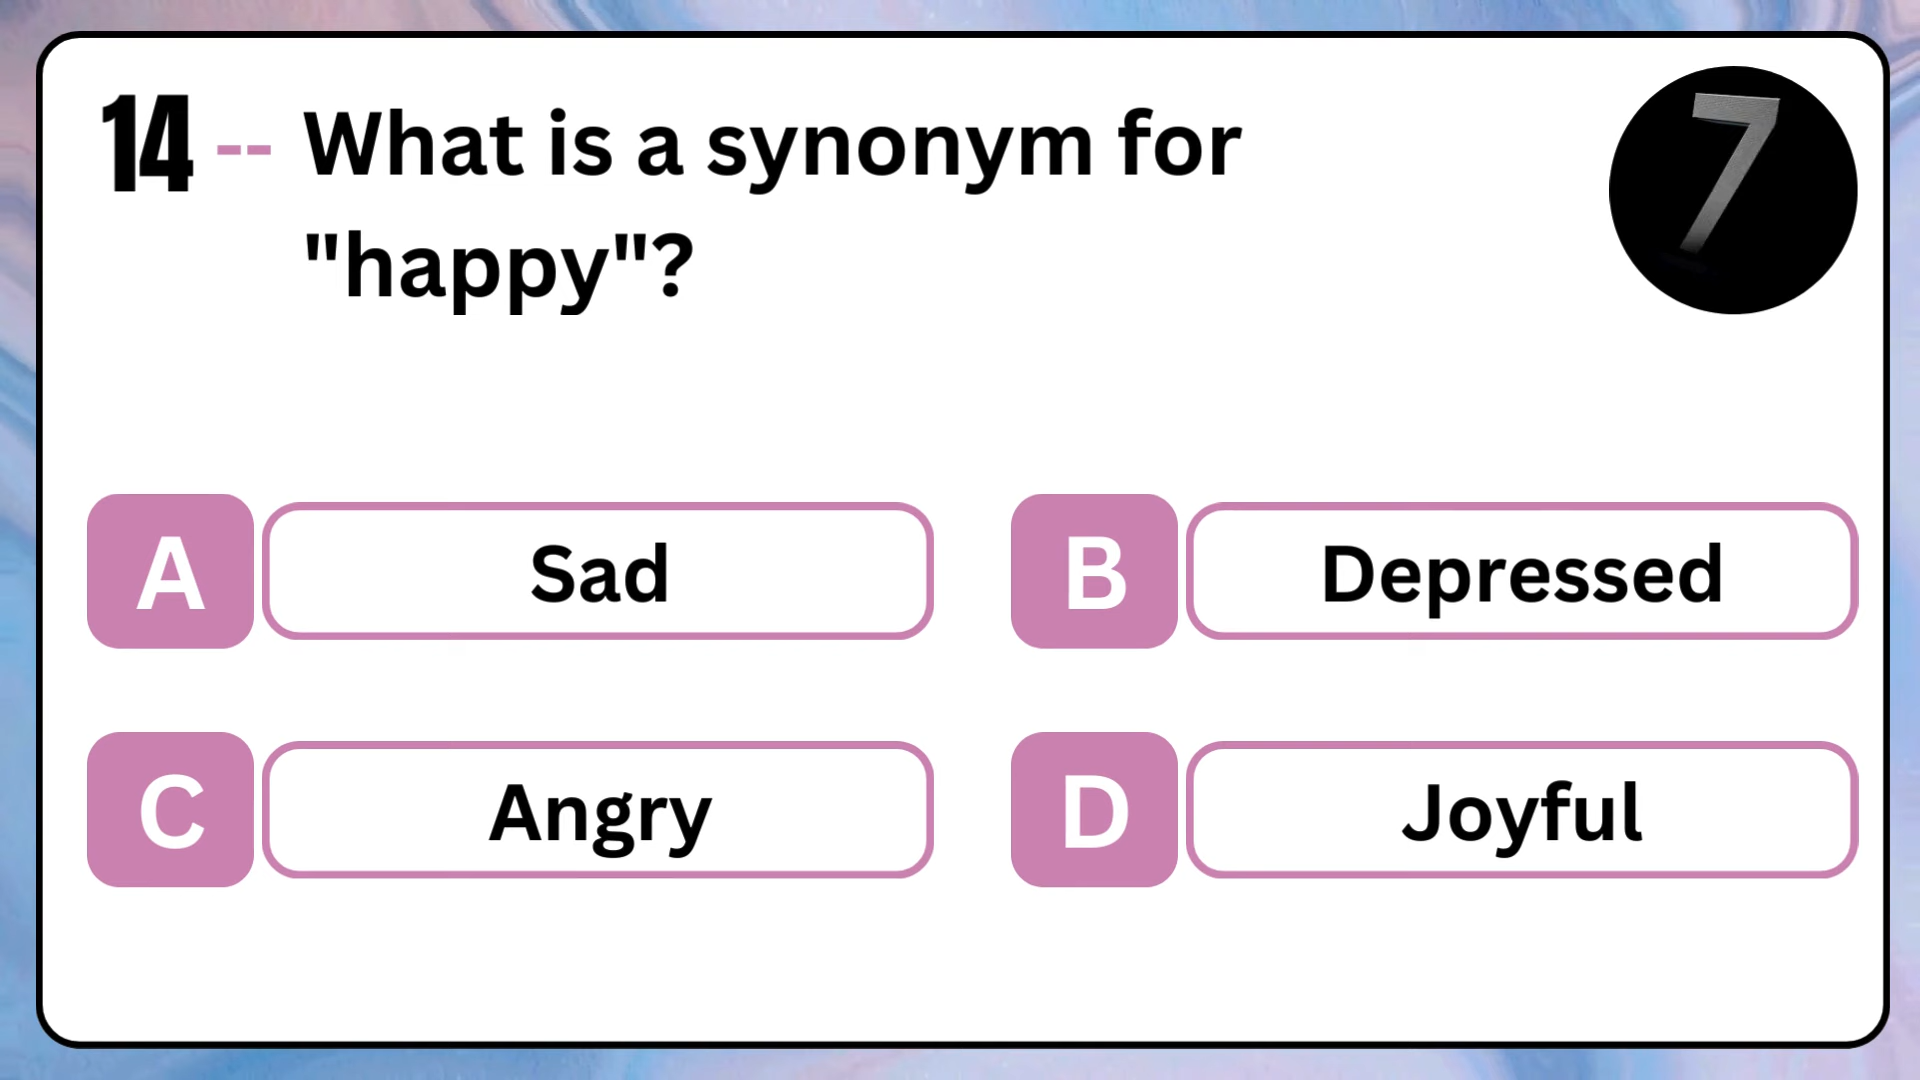 14 -- What is a synonym for
"happy"?
7
A Sad
B Depressed
C Angry
D Joyful